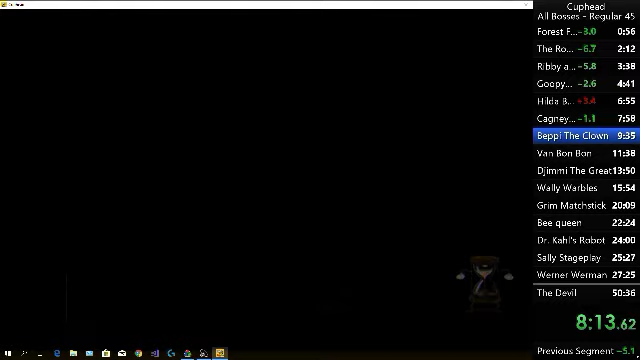 Cuphead
Cuphead
All Bosses - Regular 45
Forest F... -3.0 0:56
The Ro... -6.7 2:12
Ribby a... -5.8 3:38
Goopy... -2.6 4:41
Hilda B... +3.4 6:55
Cagney... -1.1 7:58
Beppi The Clown 9:35
Van Bon Bon 11:38
Djimmi The Great 13:50
Wally Warbles 15:54
Grim Matchstick 20:09
Bee queen 22:24
Dr. Kahl's Robot 24:00
Sally Stageplay 25:27
Werner Werman 27:25
The Devil 50:36
8:13.62
Previous Segment -5.1